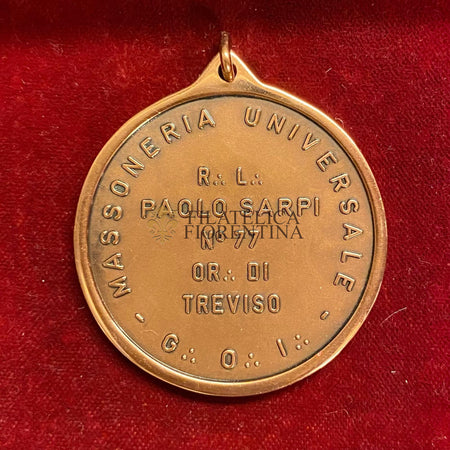 MASSONERIA UNIVERSALE
R∴ L∴
PAOLO SARPI
N° 77
OR∴ DI
TREVISO
- G∴ O∴ I∴ -
FILATELICA
FIORENTINA